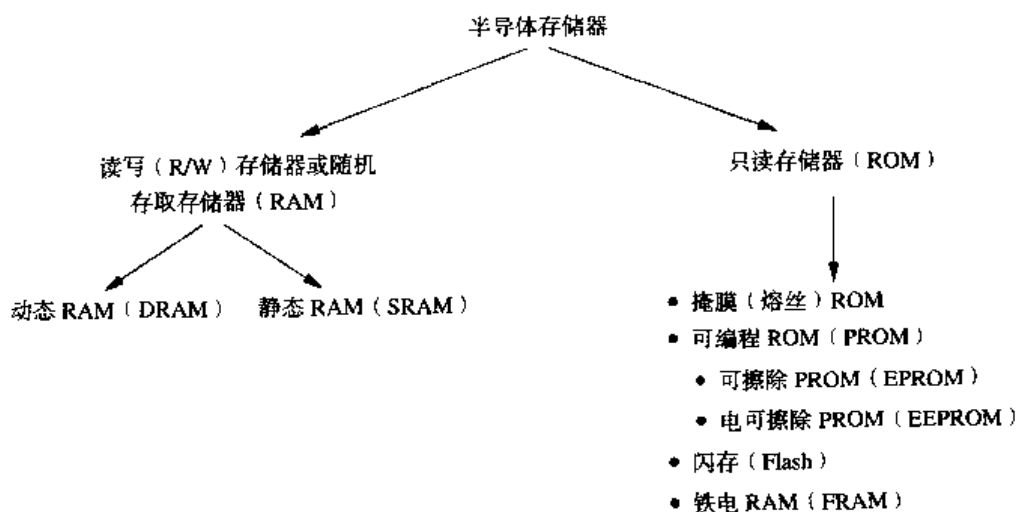 半导体存储器
读写（R/W）存储器或随机
存取存储器（RAM）
只读存储器（ROM）
动态 RAM（DRAM）
静态 RAM（SRAM）
• 掩膜（熔丝）ROM
• 可编程 ROM（PROM）
• 可擦除 PROM（EPROM）
• 电可擦除 PROM（EEPROM）
• 闪存（Flash）
• 铁电 RAM（FRAM）